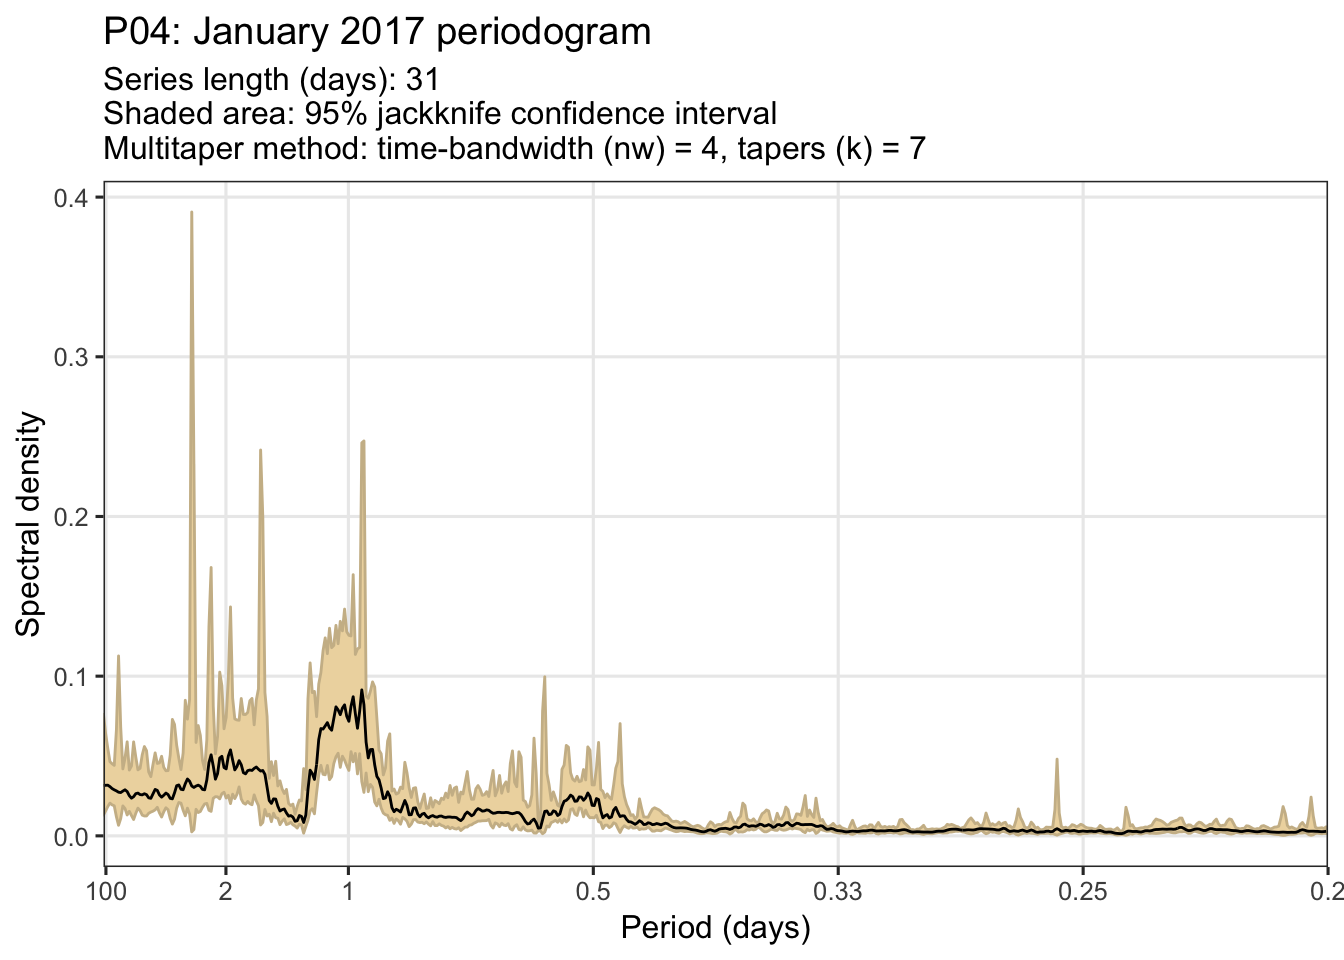 P04: January 2017 periodogram
Series length (days): 31
Shaded area: 95% jackknife confidence interval
Multitaper method: time-bandwidth (nw) = 4, tapers (k) = 7
0.4
0.3
0.2
0.1
0.0
Spectral density
100 2 1 0.5 0.33 0.25 0.2
Period (days)